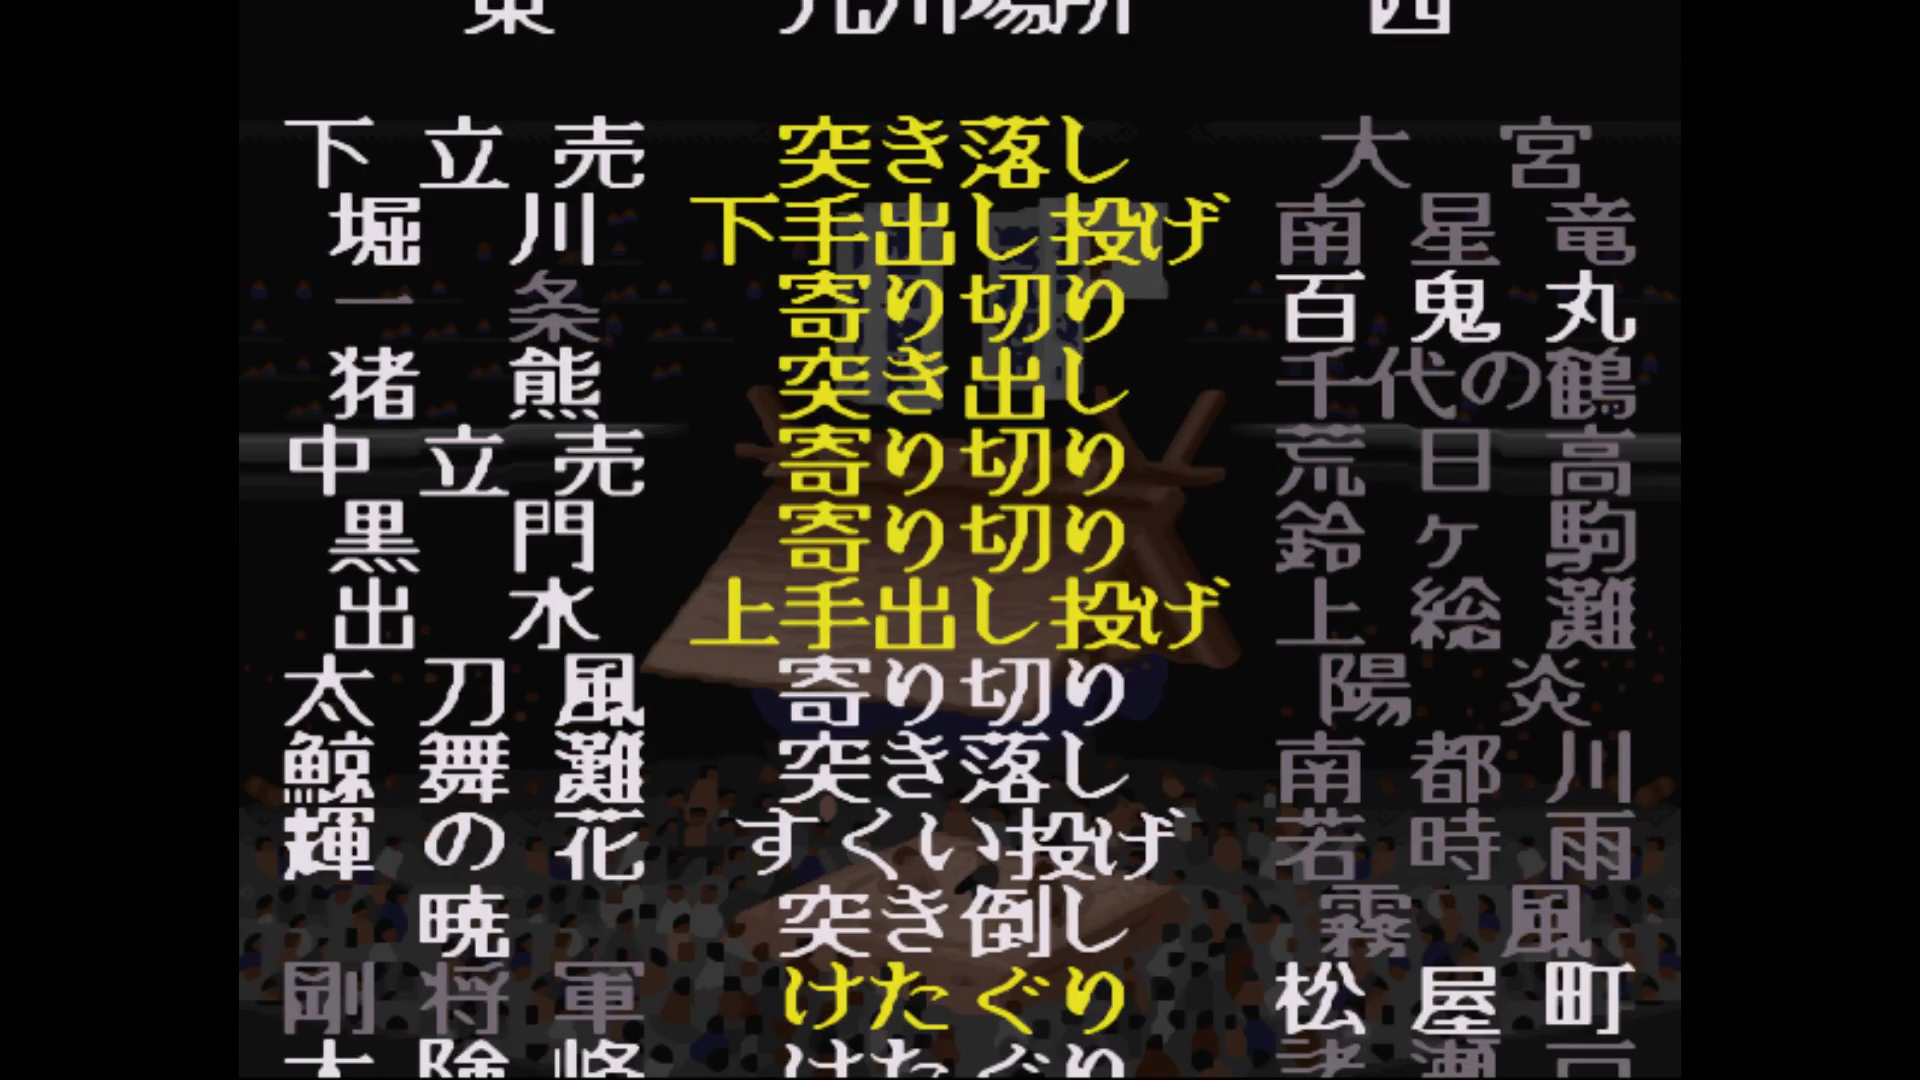 東 九州場所 西
下立売 突き落し 大宮
堀川 下手出し投げ 南星竜
一条 寄り切り 百鬼丸
猪熊 突き出し 千代の鶴
中立売 寄り切り 荒日高
黒門 寄り切り 鈴ヶ駒
出水 上手出し投げ 上総灘
太刀風 寄り切り 陽炎
鯨舞灘 突き落し 南都川
輝の花 すくい投げ 若時雨
暁 突き倒し 霧風
剛将軍 けたぐり 松屋町
けたぐり